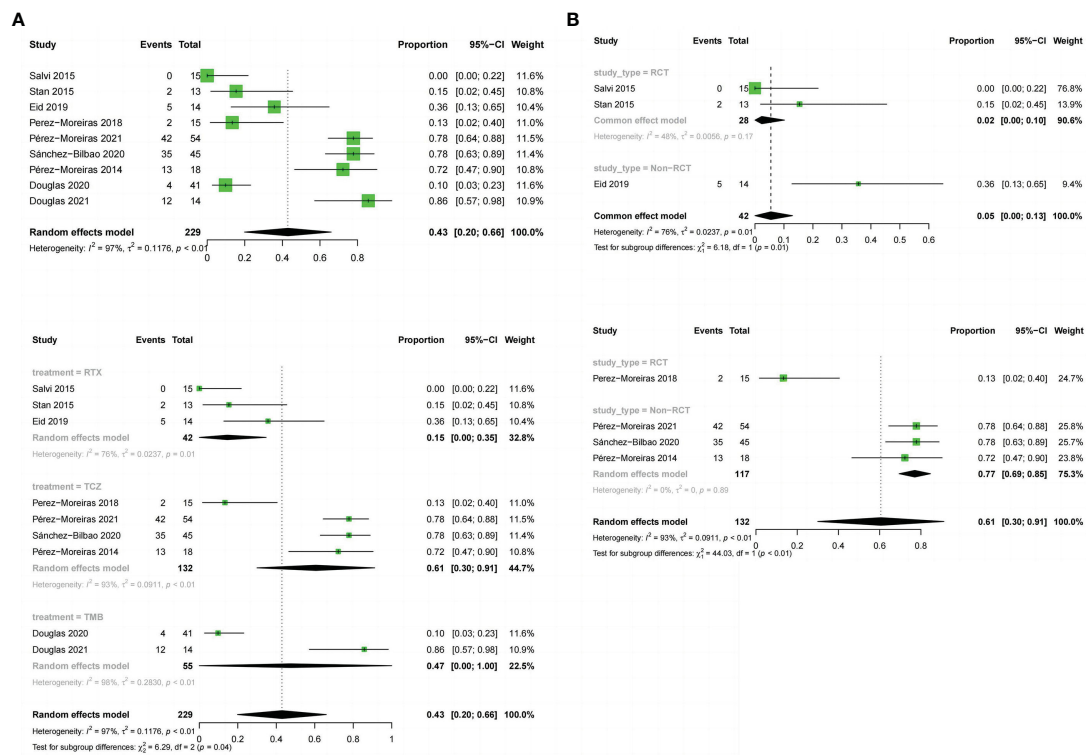 A
Study Events Total Proportion 95%−CI Weight
Salvi 2015 0 15 0.00 [0.00; 0.22] 11.6%
Stan 2015 2 13 0.15 [0.02; 0.45] 10.8%
Eid 2019 5 14 0.36 [0.13; 0.65] 10.4%
Perez−Moreiras 2018 2 15 0.13 [0.02; 0.40] 11.0%
Pérez−Moreiras 2021 42 54 0.78 [0.64; 0.88] 11.5%
Sánchez−Bilbao 2020 35 45 0.78 [0.63; 0.89] 11.4%
Pérez−Moreiras 2014 13 18 0.72 [0.47; 0.90] 10.8%
Douglas 2020 4 41 0.10 [0.03; 0.23] 11.6%
Douglas 2021 12 14 0.86 [0.57; 0.98] 10.9%
Random effects model 229 0.43 [0.20; 0.66] 100.0%
Heterogeneity: I² = 97%, τ² = 0.1176, p < 0.01
0 0.2 0.4 0.6 0.8
Study Events Total Proportion 95%−CI Weight
treatment = RTX
Salvi 2015 0 15 0.00 [0.00; 0.22] 11.6%
Stan 2015 2 13 0.15 [0.02; 0.45] 10.8%
Eid 2019 5 14 0.36 [0.13; 0.65] 10.4%
Random effects model 42 0.15 [0.00; 0.35] 32.8%
Heterogeneity: I² = 76%, τ² = 0.0237, p = 0.01
treatment = TCZ
Perez−Moreiras 2018 2 15 0.13 [0.02; 0.40] 11.0%
Pérez−Moreiras 2021 42 54 0.78 [0.64; 0.88] 11.5%
Sánchez−Bilbao 2020 35 45 0.78 [0.63; 0.89] 11.4%
Pérez−Moreiras 2014 13 18 0.72 [0.47; 0.90] 10.8%
Random effects model 132 0.61 [0.30; 0.91] 44.7%
Heterogeneity: I² = 93%, τ² = 0.0911, p < 0.01
treatment = TMB
Douglas 2020 4 41 0.10 [0.03; 0.23] 11.6%
Douglas 2021 12 14 0.86 [0.57; 0.98] 10.9%
Random effects model 55 0.47 [0.00; 1.00] 22.5%
Heterogeneity: I² = 98%, τ² = 0.2830, p < 0.01
Random effects model 229 0.43 [0.20; 0.66] 100.0%
Heterogeneity: I² = 97%, τ² = 0.1176, p < 0.01
0 0.2 0.4 0.6 0.8 1
Test for subgroup differences: χ²₂ = 6.29, df = 2 (p = 0.04)
B
Study Events Total Proportion 95%−CI Weight
study_type = RCT
Salvi 2015 0 15 0.00 [0.00; 0.22] 76.8%
Stan 2015 2 13 0.15 [0.02; 0.45] 13.9%
Common effect model 28 0.02 [0.00; 0.10] 90.6%
Heterogeneity: I² = 48%, τ² = 0.0056, p = 0.17
study_type = Non−RCT
Eid 2019 5 14 0.36 [0.13; 0.65] 9.4%
Common effect model 42 0.05 [0.00; 0.13] 100.0%
Heterogeneity: I² = 76%, τ² = 0.0237, p = 0.01
0 0.1 0.2 0.3 0.4 0.5 0.6
Test for subgroup differences: χ²₁ = 6.18, df = 1 (p = 0.01)
Study Events Total Proportion 95%−CI Weight
study_type = RCT
Perez−Moreiras 2018 2 15 0.13 [0.02; 0.40] 24.7%
study_type = Non−RCT
Pérez−Moreiras 2021 42 54 0.78 [0.64; 0.88] 25.8%
Sánchez−Bilbao 2020 35 45 0.78 [0.63; 0.89] 25.7%
Pérez−Moreiras 2014 13 18 0.72 [0.47; 0.90] 23.8%
Random effects model 117 0.77 [0.69; 0.85] 75.3%
Heterogeneity: I² = 0%, τ² = 0, p = 0.89
Random effects model 132 0.61 [0.30; 0.91] 100.0%
Heterogeneity: I² = 93%, τ² = 0.0911, p < 0.01
0 0.2 0.4 0.6 0.8
Test for subgroup differences: χ²₁ = 44.03, df = 1 (p < 0.01)